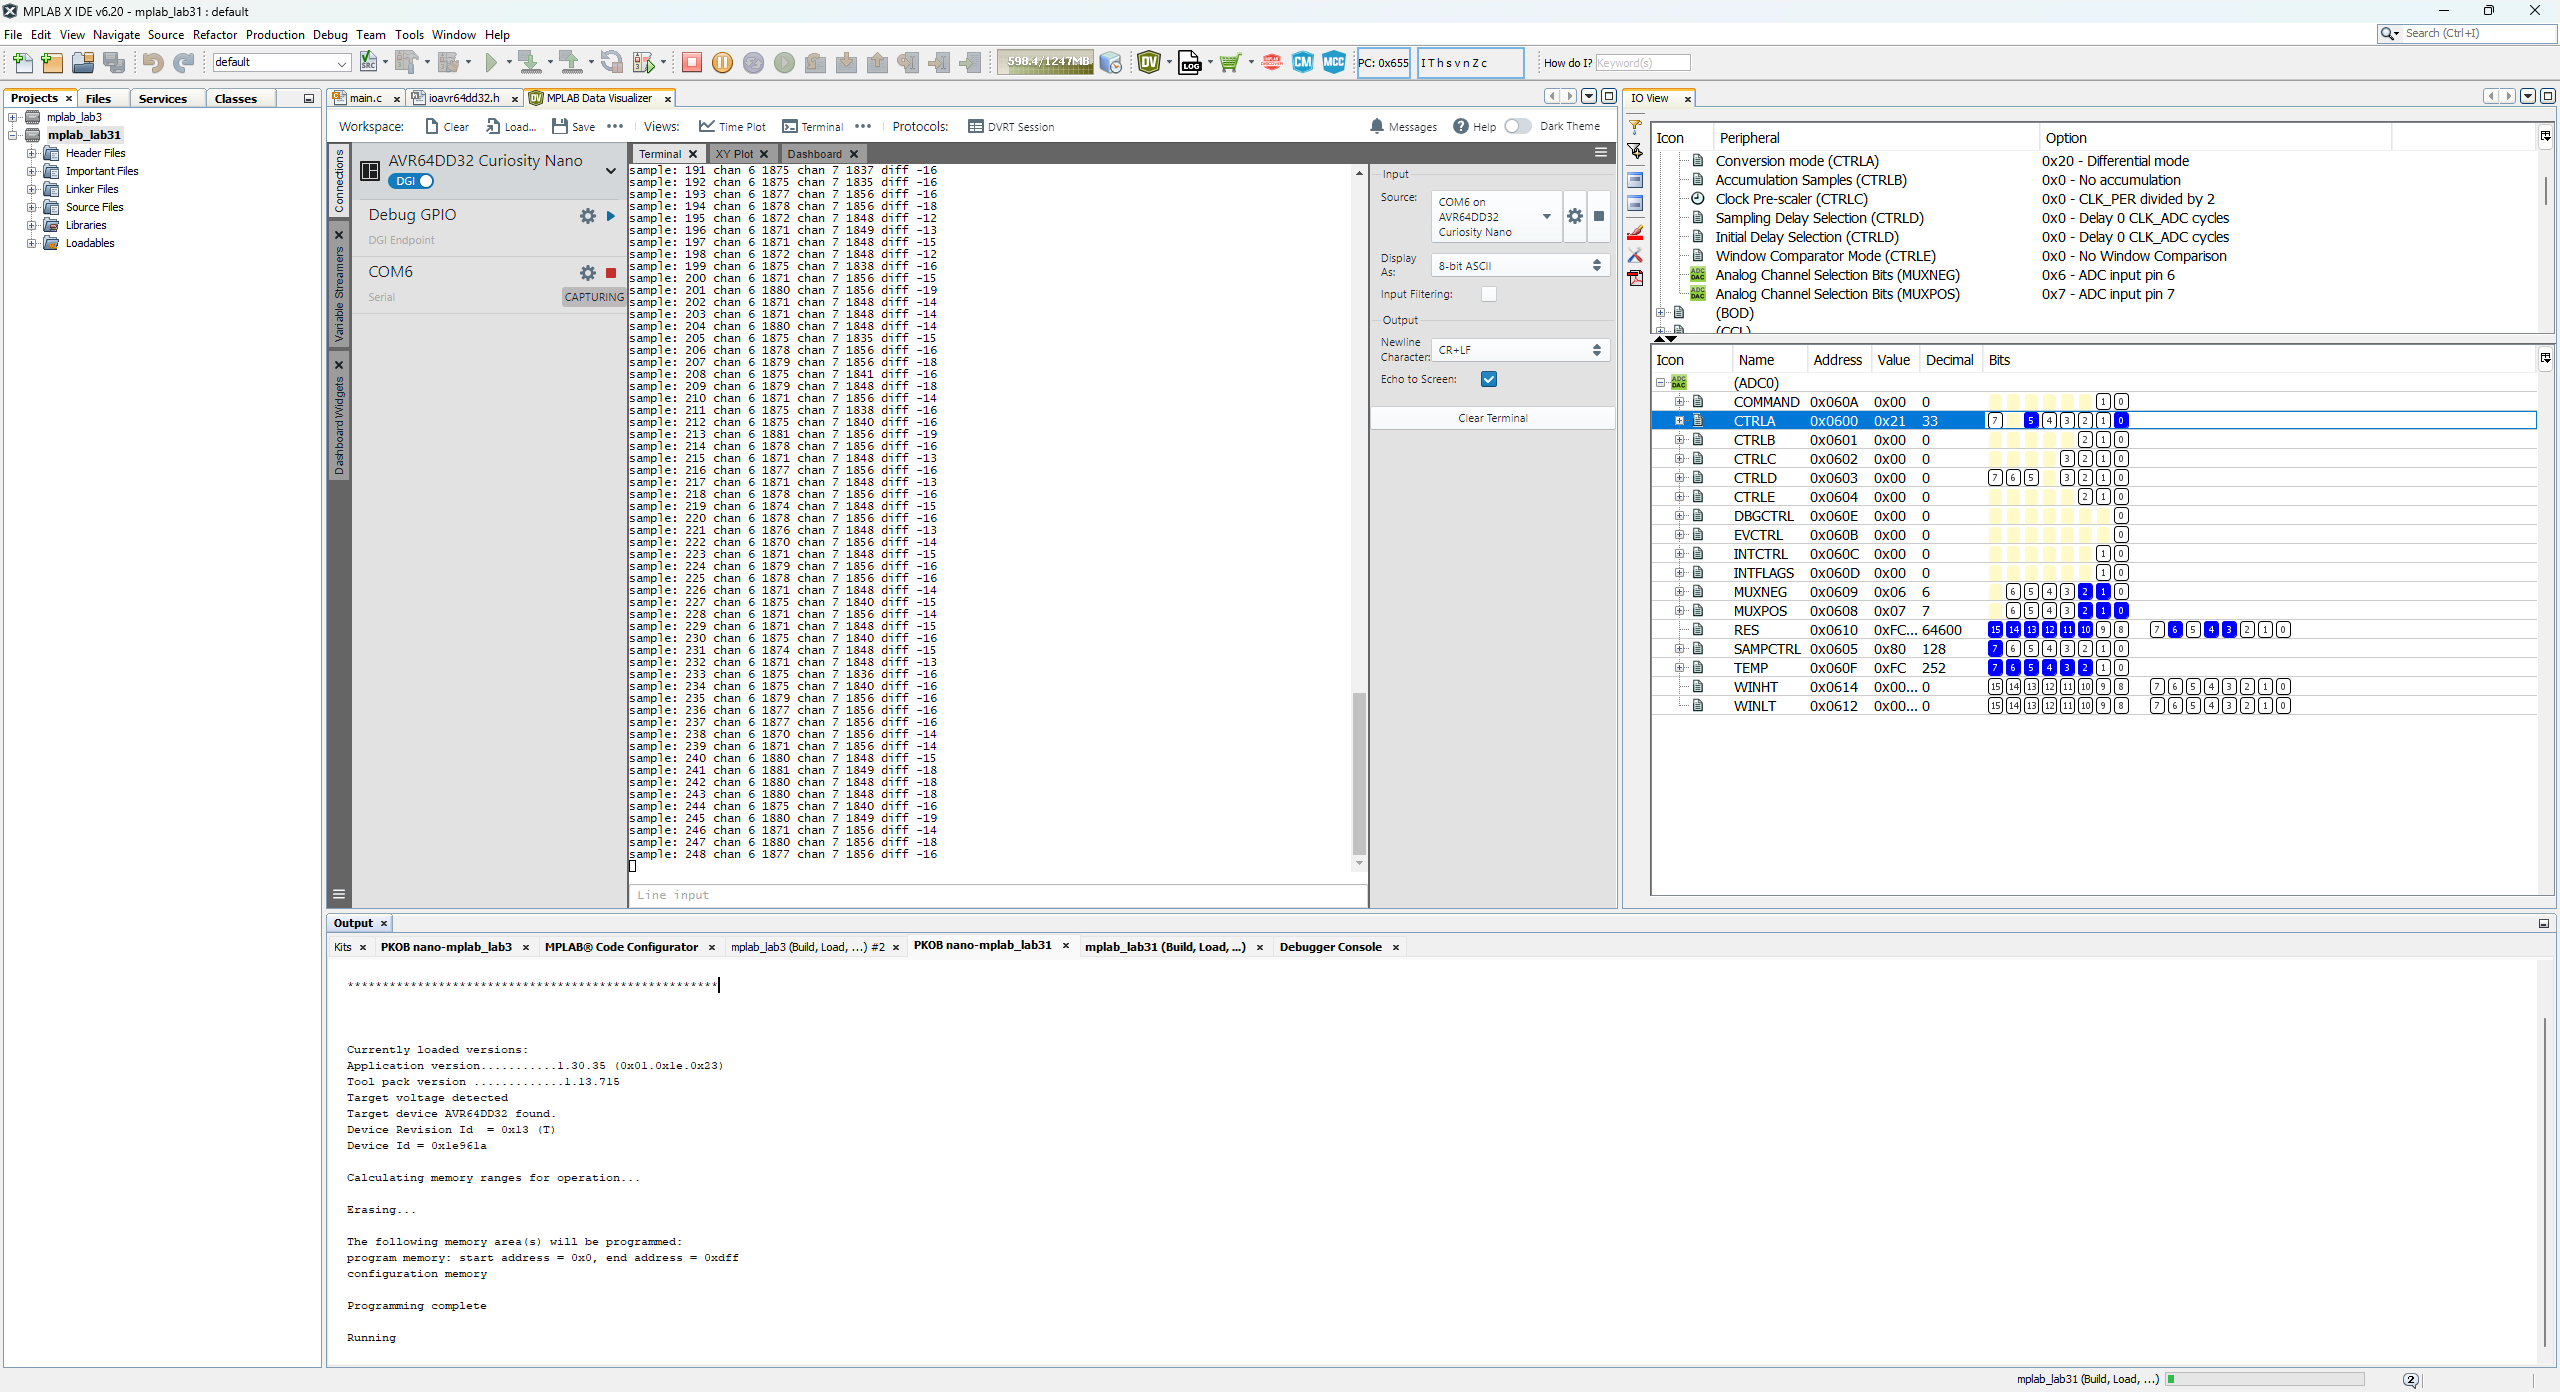 MPLAB X IDE v6.20 - mplab_lab31 : default
File Edit View Navigate Source Refactor Production Debug Team Tools Window Help
Search (Ctrl+I)
default
598.4/1247MB
PC: 0x655
I T h s v n Z c
How do I?
Keyword(s)
Projects Files Services Classes
mplab_lab3
mplab_lab31
Header Files
Important Files
Linker Files
Source Files
Libraries
Loadables
main.c ioavr64dd32.h MPLAB Data Visualizer
Workspace: Clear Load... Save Views: Time Plot Terminal Protocols: DVRT Session Messages Help Dark Theme
Connections
Variable Streamers
Dashboard Widgets
AVR64DD32 Curiosity Nano
DGI
Debug GPIO
DGI Endpoint
COM6
Serial
CAPTURING
Terminal XY Plot Dashboard
sample: 191 chan 6 1875 chan 7 1837 diff -16
sample: 192 chan 6 1875 chan 7 1835 diff -16
sample: 193 chan 6 1877 chan 7 1856 diff -16
sample: 194 chan 6 1878 chan 7 1856 diff -18
sample: 195 chan 6 1872 chan 7 1848 diff -12
sample: 196 chan 6 1871 chan 7 1849 diff -13
sample: 197 chan 6 1871 chan 7 1848 diff -15
sample: 198 chan 6 1872 chan 7 1848 diff -12
sample: 199 chan 6 1875 chan 7 1838 diff -16
sample: 200 chan 6 1871 chan 7 1856 diff -15
sample: 201 chan 6 1880 chan 7 1856 diff -19
sample: 202 chan 6 1871 chan 7 1848 diff -14
sample: 203 chan 6 1871 chan 7 1848 diff -14
sample: 204 chan 6 1880 chan 7 1848 diff -14
sample: 205 chan 6 1875 chan 7 1835 diff -15
sample: 206 chan 6 1878 chan 7 1856 diff -16
sample: 207 chan 6 1879 chan 7 1856 diff -18
sample: 208 chan 6 1875 chan 7 1841 diff -16
sample: 209 chan 6 1879 chan 7 1848 diff -18
sample: 210 chan 6 1871 chan 7 1856 diff -14
sample: 211 chan 6 1875 chan 7 1838 diff -16
sample: 212 chan 6 1875 chan 7 1840 diff -16
sample: 213 chan 6 1881 chan 7 1856 diff -19
sample: 214 chan 6 1878 chan 7 1856 diff -16
sample: 215 chan 6 1871 chan 7 1848 diff -13
sample: 216 chan 6 1877 chan 7 1856 diff -16
sample: 217 chan 6 1871 chan 7 1848 diff -13
sample: 218 chan 6 1878 chan 7 1856 diff -16
sample: 219 chan 6 1874 chan 7 1848 diff -15
sample: 220 chan 6 1878 chan 7 1856 diff -16
sample: 221 chan 6 1876 chan 7 1848 diff -13
sample: 222 chan 6 1870 chan 7 1856 diff -14
sample: 223 chan 6 1871 chan 7 1848 diff -15
sample: 224 chan 6 1879 chan 7 1856 diff -16
sample: 225 chan 6 1878 chan 7 1856 diff -16
sample: 226 chan 6 1871 chan 7 1848 diff -14
sample: 227 chan 6 1875 chan 7 1840 diff -15
sample: 228 chan 6 1871 chan 7 1856 diff -14
sample: 229 chan 6 1871 chan 7 1848 diff -15
sample: 230 chan 6 1875 chan 7 1840 diff -16
sample: 231 chan 6 1874 chan 7 1848 diff -15
sample: 232 chan 6 1871 chan 7 1848 diff -13
sample: 233 chan 6 1875 chan 7 1836 diff -16
sample: 234 chan 6 1875 chan 7 1840 diff -16
sample: 235 chan 6 1879 chan 7 1856 diff -16
sample: 236 chan 6 1877 chan 7 1856 diff -16
sample: 237 chan 6 1877 chan 7 1856 diff -16
sample: 238 chan 6 1870 chan 7 1856 diff -14
sample: 239 chan 6 1871 chan 7 1856 diff -14
sample: 240 chan 6 1880 chan 7 1848 diff -15
sample: 241 chan 6 1881 chan 7 1849 diff -18
sample: 242 chan 6 1880 chan 7 1848 diff -18
sample: 243 chan 6 1880 chan 7 1848 diff -18
sample: 244 chan 6 1875 chan 7 1840 diff -16
sample: 245 chan 6 1880 chan 7 1849 diff -19
sample: 246 chan 6 1871 chan 7 1856 diff -14
sample: 247 chan 6 1880 chan 7 1856 diff -18
sample: 248 chan 6 1877 chan 7 1856 diff -16
Line input
Input
Source: COM6 on AVR64DD32 Curiosity Nano
Display As: 8-bit ASCII
Input Filtering:
Output
Newline Character: CR+LF
Echo to Screen:
Clear Terminal
IO View
Icon Peripheral Option
Conversion mode (CTRLA) 0x20 - Differential mode
Accumulation Samples (CTRLB) 0x0 - No accumulation
Clock Pre-scaler (CTRLC) 0x0 - CLK_PER divided by 2
Sampling Delay Selection (CTRLD) 0x0 - Delay 0 CLK_ADC cycles
Initial Delay Selection (CTRLD) 0x0 - Delay 0 CLK_ADC cycles
Window Comparator Mode (CTRLE) 0x0 - No Window Comparison
Analog Channel Selection Bits (MUXNEG) 0x6 - ADC input pin 6
Analog Channel Selection Bits (MUXPOS) 0x7 - ADC input pin 7
(BOD)
(CCL)
Icon Name Address Value Decimal Bits
(ADC0)
COMMAND 0x060A 0x00 0 1 0
CTRLA 0x0600 0x21 33 7 5 4 3 2 1 0
CTRLB 0x0601 0x00 0 2 1 0
CTRLC 0x0602 0x00 0 3 2 1 0
CTRLD 0x0603 0x00 0 7 6 5 3 2 1 0
CTRLE 0x0604 0x00 0 2 1 0
DBGCTRL 0x060E 0x00 0 0
EVCTRL 0x060B 0x00 0 0
INTCTRL 0x060C 0x00 0 1 0
INTFLAGS 0x060D 0x00 0 1 0
MUXNEG 0x0609 0x06 6 6 5 4 3 2 1 0
MUXPOS 0x0608 0x07 7 6 5 4 3 2 1 0
RES 0x0610 0xFC... 64600 15 14 13 12 11 10 9 8 7 6 5 4 3 2 1 0
SAMPCTRL 0x0605 0x80 128 7 6 5 4 3 2 1 0
TEMP 0x060F 0xFC 252 7 6 5 4 3 2 1 0
WINHT 0x0614 0x00... 0 15 14 13 12 11 10 9 8 7 6 5 4 3 2 1 0
WINLT 0x0612 0x00... 0 15 14 13 12 11 10 9 8 7 6 5 4 3 2 1 0
Output
Kits PKOB nano-mplab_lab3 MPLAB® Code Configurator mplab_lab3 (Build, Load, ...) #2 PKOB nano-mplab_lab31 mplab_lab31 (Build, Load, ...) Debugger Console
*****************************************************
Currently loaded versions:
Application version...........1.30.35 (0x01.0x1e.0x23)
Tool pack version .............1.13.715
Target voltage detected
Target device AVR64DD32 found.
Device Revision Id  = 0x13 (T)
Device Id = 0x1e961a
Calculating memory ranges for operation...
Erasing...
The following memory area(s) will be programmed:
program memory: start address = 0x0, end address = 0xdff
configuration memory
Programming complete
Running
mplab_lab31 (Build, Load, ...)
2